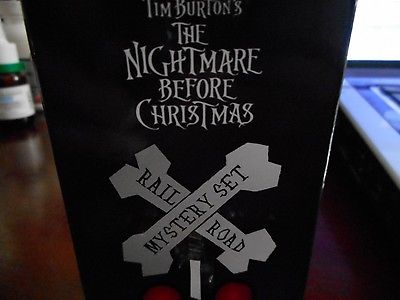 TIM BURTON'S
THE
NIGHTMARE
BEFORE
CHRISTMAS
RAIL
MYSTERY SET
ROAD